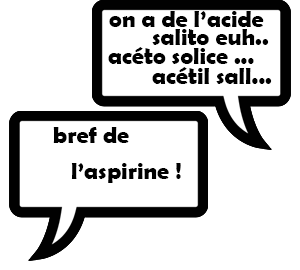 on a de l'acide
salito euh..
acéto solice ...
acétil sall...
bref de
l'aspirine !